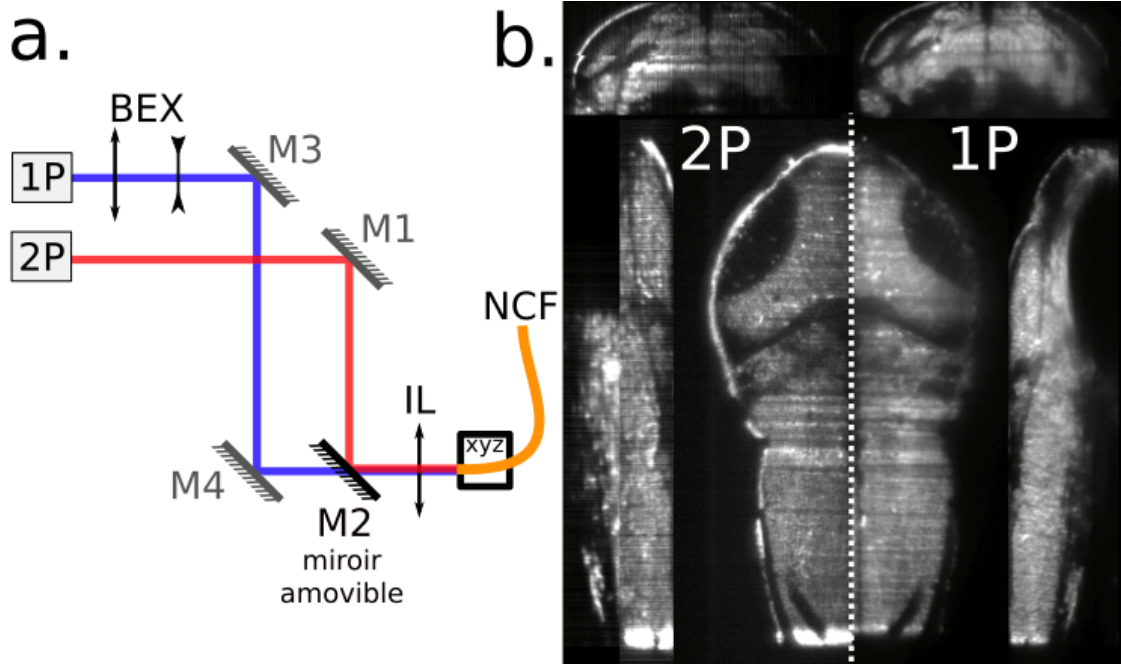 a.
BEX
1P
M3
2P
M1
NCF
IL
xyz
M4
M2
miroir
amovible
b.
2P
1P